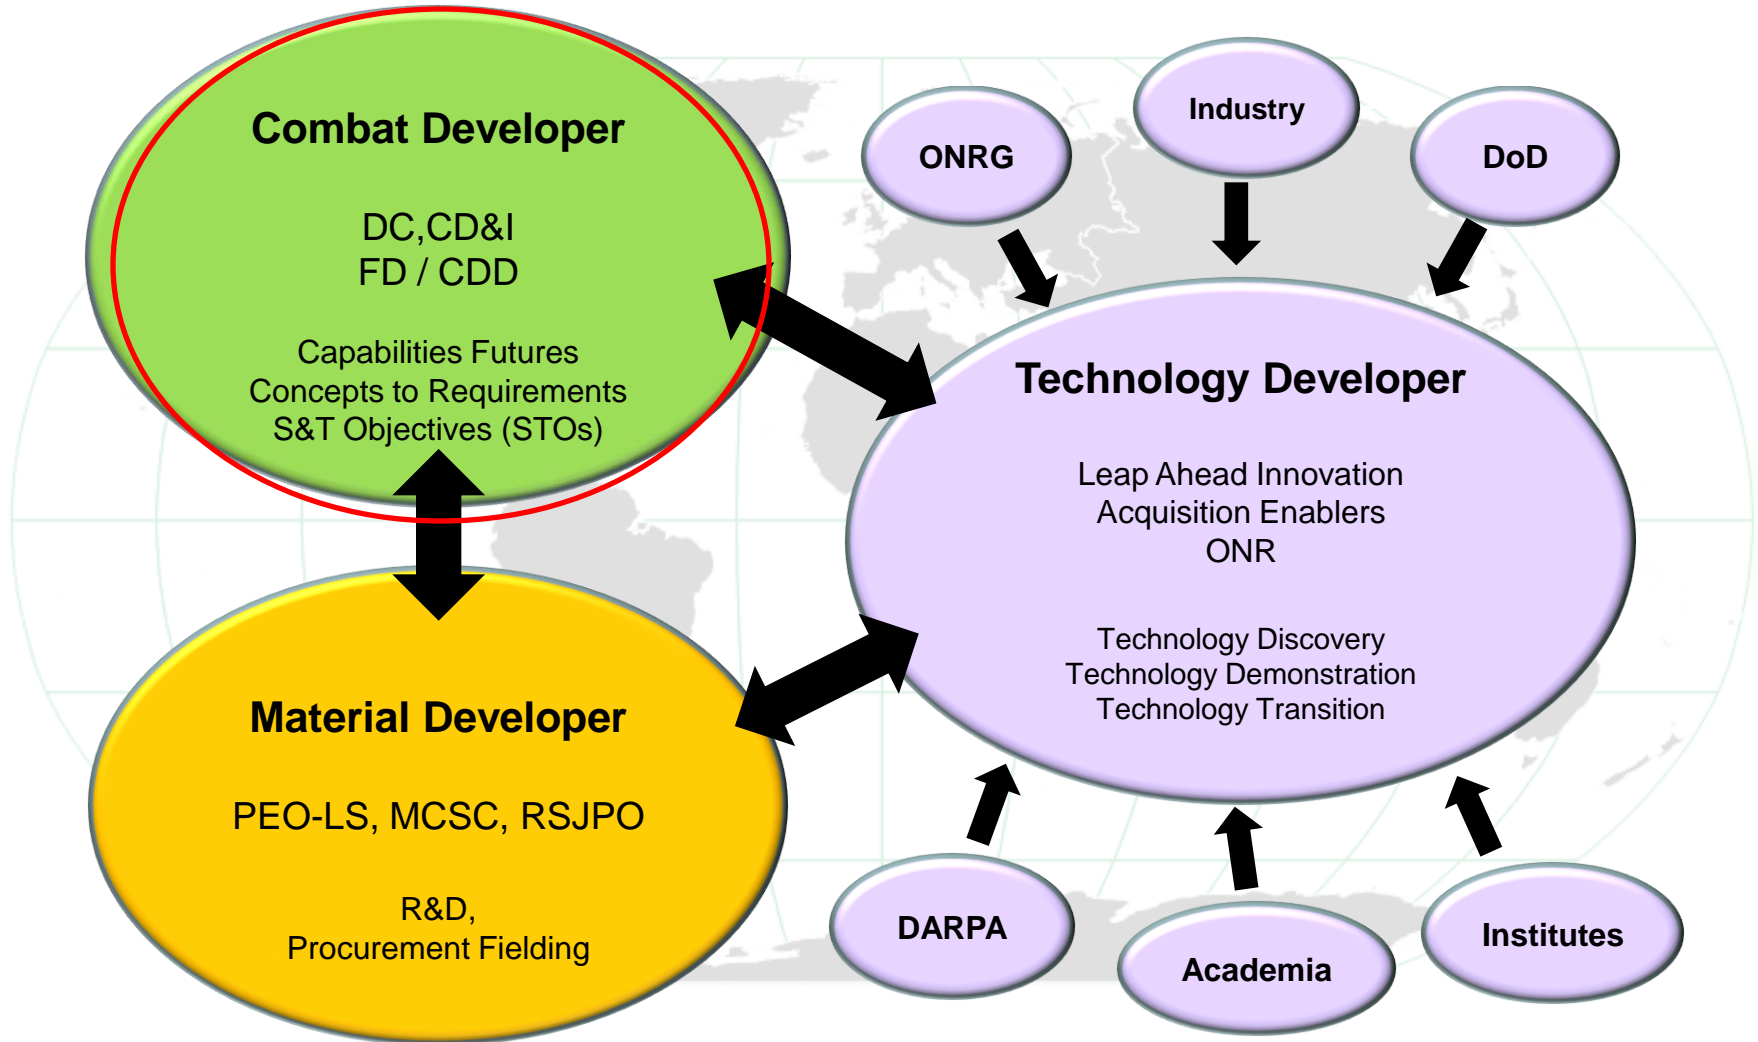 Combat Developer
DC,CD&I
FD / CDD
Capabilities Futures
Concepts to Requirements
S&T Objectives (STOs)
ONRG
Industry
DoD
Technology Developer
Leap Ahead Innovation
Acquisition Enablers
ONR
Technology Discovery
Technology Demonstration
Technology Transition
Material Developer
PEO-LS, MCSC, RSJPO
R&D,
Procurement Fielding
DARPA
Academia
Institutes